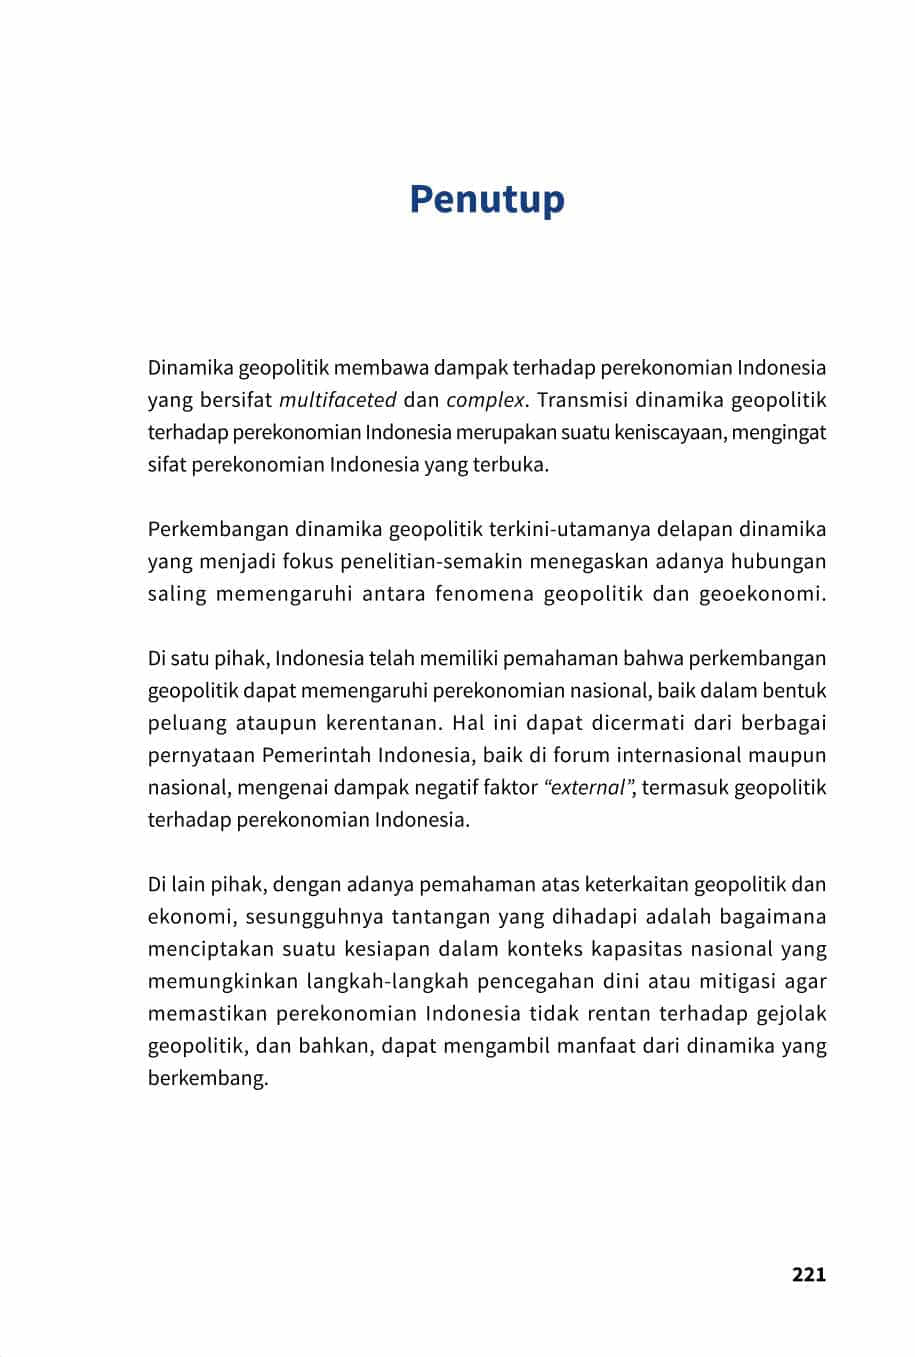 Penutup
Dinamika geopolitik membawa dampak terhadap perekonomian Indonesia
yang bersifat multifaceted dan complex. Transmisi dinamika geopolitik
terhadap perekonomian Indonesia merupakan suatu keniscayaan, mengingat
sifat perekonomian Indonesia yang terbuka.
Perkembangan dinamika geopolitik terkini-utamanya delapan dinamika
yang menjadi fokus penelitian-semakin menegaskan adanya hubungan
saling memengaruhi antara fenomena geopolitik dan geoekonomi.
Di satu pihak, Indonesia telah memiliki pemahaman bahwa perkembangan
geopolitik dapat memengaruhi perekonomian nasional, baik dalam bentuk
peluang ataupun kerentanan. Hal ini dapat dicermati dari berbagai
pernyataan Pemerintah Indonesia, baik di forum internasional maupun
nasional, mengenai dampak negatif faktor “external”, termasuk geopolitik
terhadap perekonomian Indonesia.
Di lain pihak, dengan adanya pemahaman atas keterkaitan geopolitik dan
ekonomi, sesungguhnya tantangan yang dihadapi adalah bagaimana
menciptakan suatu kesiapan dalam konteks kapasitas nasional yang
memungkinkan langkah-langkah pencegahan dini atau mitigasi agar
memastikan perekonomian Indonesia tidak rentan terhadap gejolak
geopolitik, dan bahkan, dapat mengambil manfaat dari dinamika yang
berkembang.
221